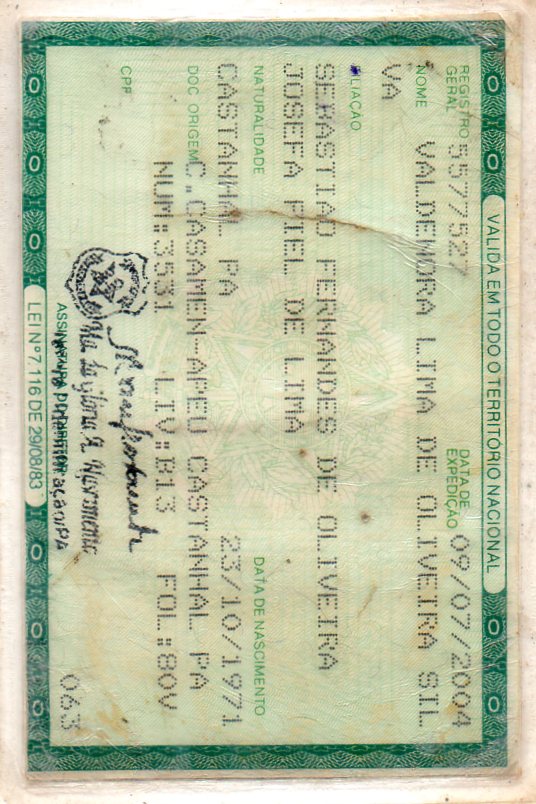 VALIDA EM TODO O TERRITÓRIO NACIONAL
REGISTRO GERAL 5577527 DATA DE EXPEDIÇÃO 09/07/2004
NOME VALDEMORA LIMA DE OLIVEIRA SIL
VA
FILIAÇÃO
SEBASTIAO FERNANDES DE OLIVEIRA
JOSEFA FIEL DE LIMA
NATURALIDADE DATA DE NASCIMENTO
CASTANHAL PA 23/10/1971
DOC ORIGEM C.CASAMEN-APEU CASTANHAL PA
NUM:3531 LIV:B13 FOL:80V
CPF
063
ASSINATURA DO DIRETOR
LEI Nº 7.116 DE 29/08/83